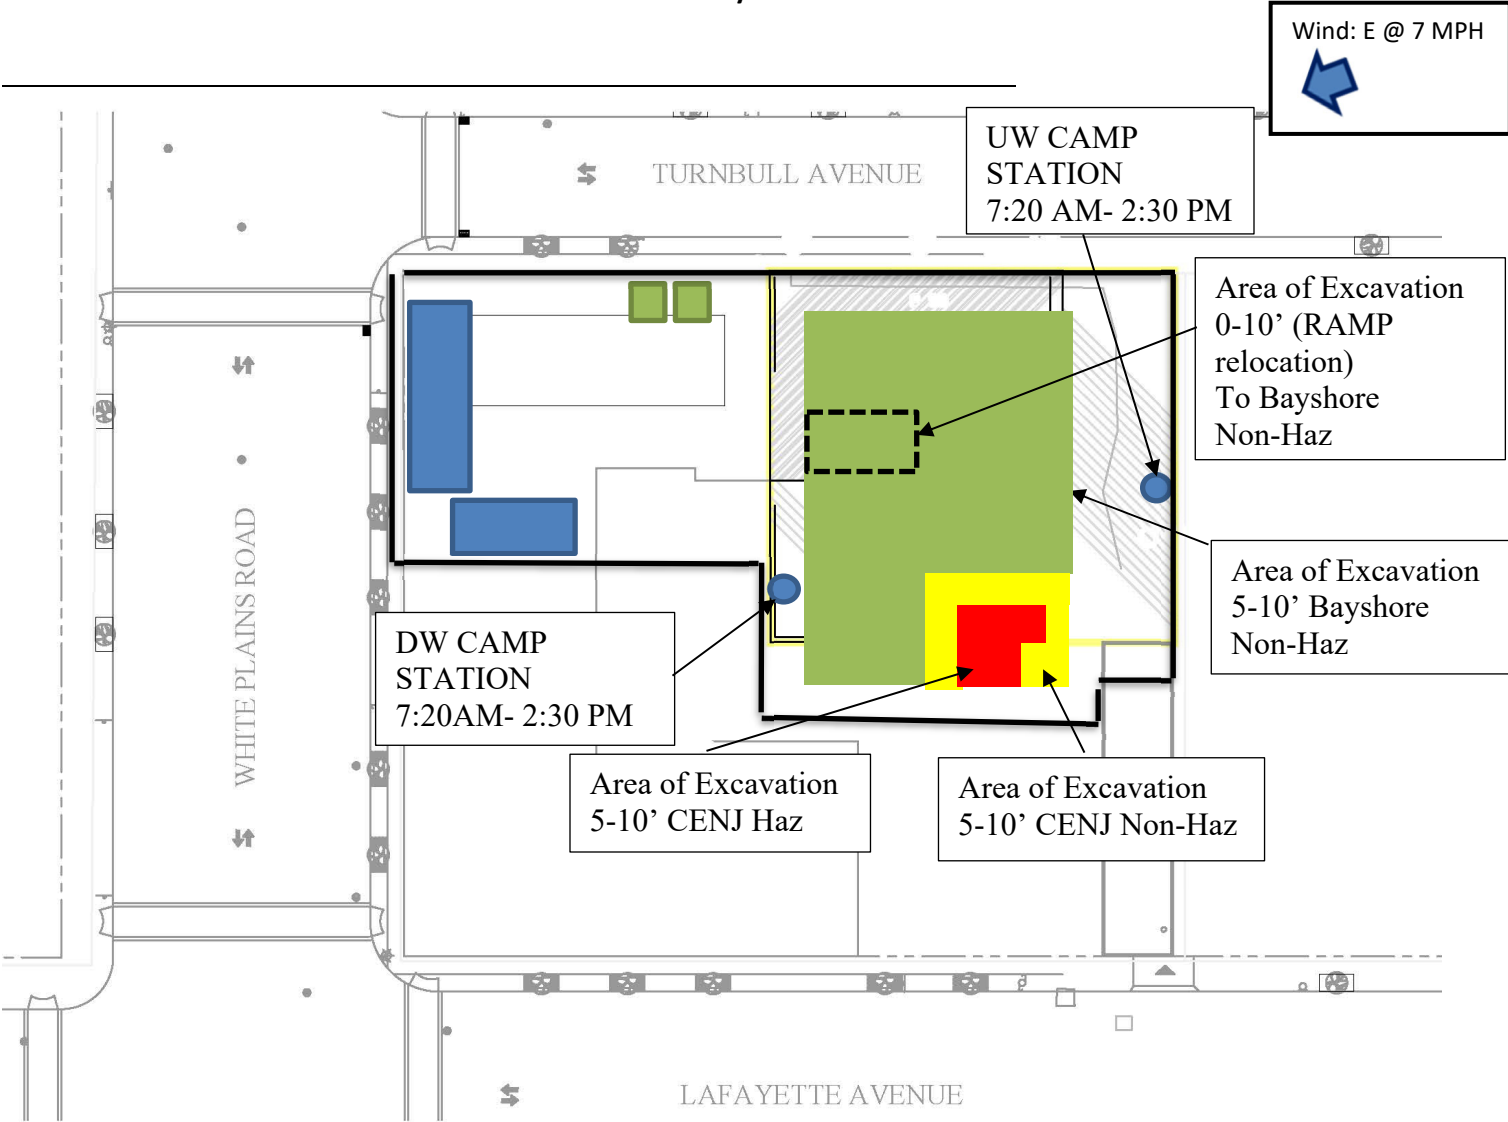 Wind: E @ 7 MPH
UW CAMP
STATION
7:20 AM- 2:30 PM
TURNBULL AVENUE
Area of Excavation
0-10’ (RAMP
relocation)
To Bayshore
Non-Haz
WHITE PLAINS ROAD
Area of Excavation
5-10’ Bayshore
Non-Haz
DW CAMP
STATION
7:20AM- 2:30 PM
Area of Excavation
5-10’ CENJ Haz
Area of Excavation
5-10’ CENJ Non-Haz
LAFAYETTE AVENUE